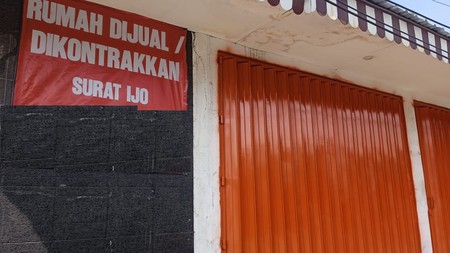 RUMAH DIJUAL /
DIKONTRAKKAN
SURAT IJO